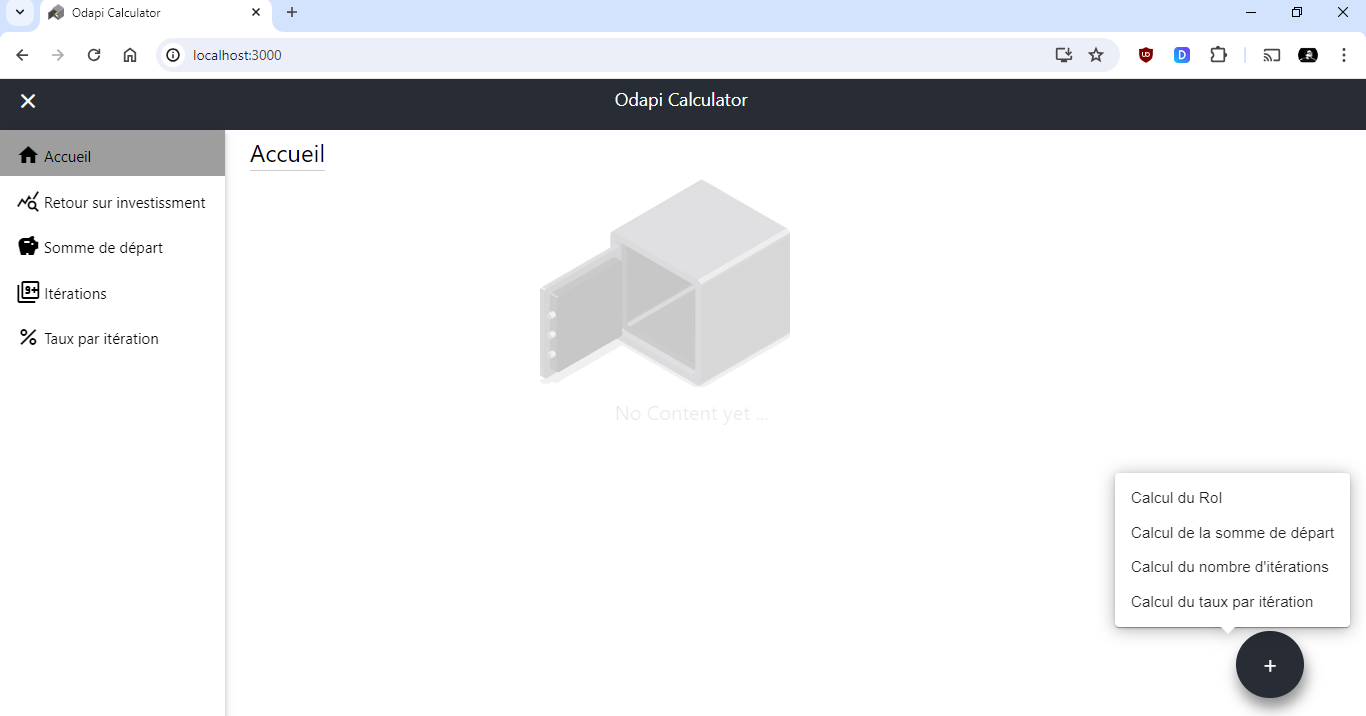 Odapi Calculator
localhost:3000
Odapi Calculator
Accueil
Retour sur investissment
Somme de départ
Itérations
Taux par itération
Accueil
No Content yet ...
Calcul du RoI
Calcul de la somme de départ
Calcul du nombre d'itérations
Calcul du taux par itération
+